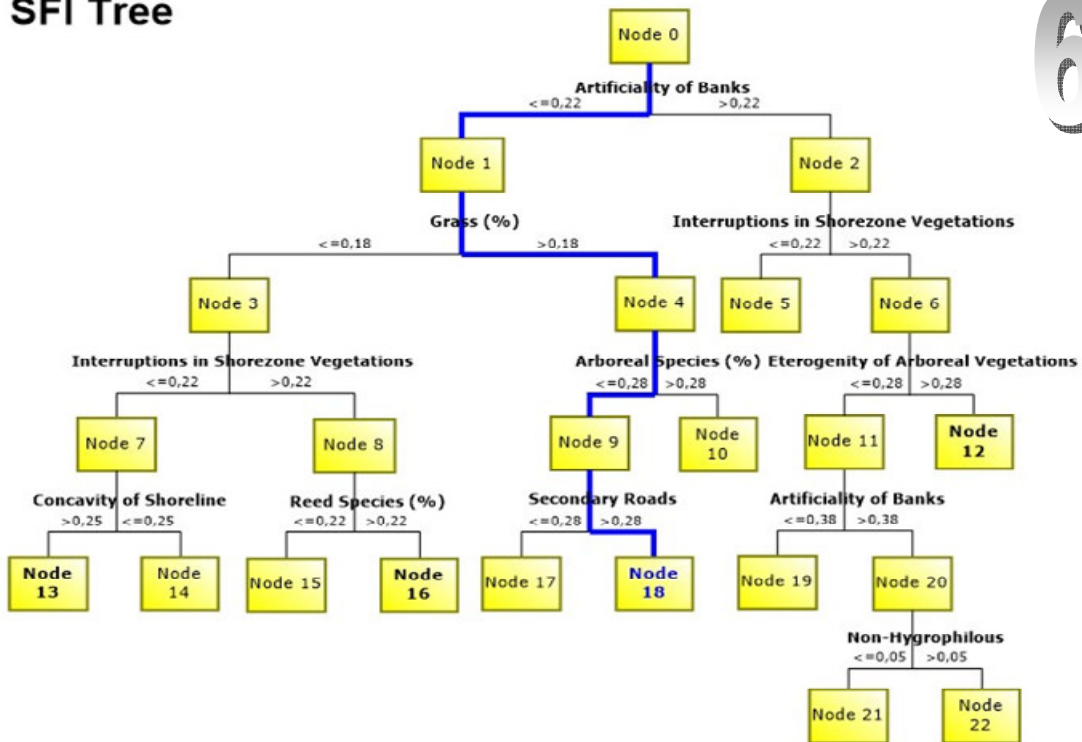 SFI Tree
6
Node 0
Artificiality of Banks
<=0,22 >0,22
Node 1 Node 2
Grass (%) Interruptions in Shorezone Vegetations
<=0,18 >0,18 <=0,22 >0,22
Node 3 Node 4 Node 5 Node 6
Interruptions in Shorezone Vegetations Arboreal Species (%) Eterogenity of Arboreal Vegetations
<=0,22 >0,22 <=0,28 >0,28 <=0,28 >0,28
Node 7 Node 8 Node 9 Node 10 Node 11 Node 12
Concavity of Shoreline Reed Species (%) Secondary Roads Artificiality of Banks
>0,25 <=0,25 <=0,22 >0,22 <=0,28 >0,28 <=0,38 >0,38
Node 13 Node 14 Node 15 Node 16 Node 17 Node 18 Node 19 Node 20
Non-Hygrophilous
<=0,05 >0,05
Node 21 Node 22